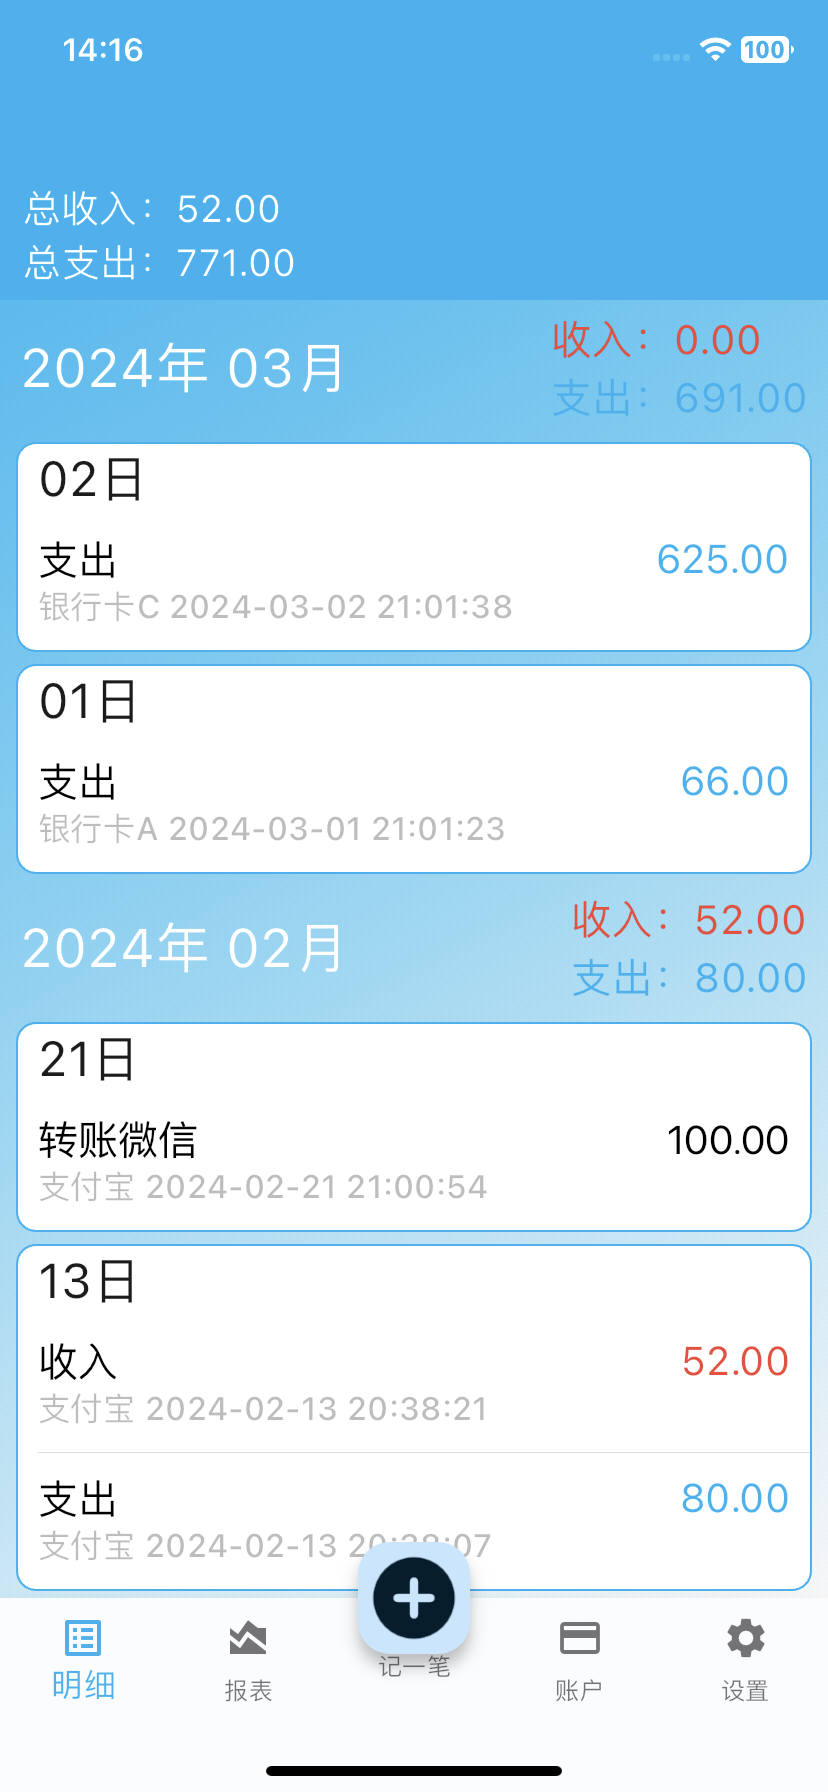 14:16
100
总收入：52.00
总支出：771.00
2024年 03月
收入：0.00
支出：691.00
02日
支出 625.00
银行卡C 2024-03-02 21:01:38
01日
支出 66.00
银行卡A 2024-03-01 21:01:23
2024年 02月
收入：52.00
支出：80.00
21日
转账微信 100.00
支付宝 2024-02-21 21:00:54
13日
收入 52.00
支付宝 2024-02-13 20:38:21
支出 80.00
支付宝 2024-02-13 20:38:07
明细 报表 记一笔 账户 设置